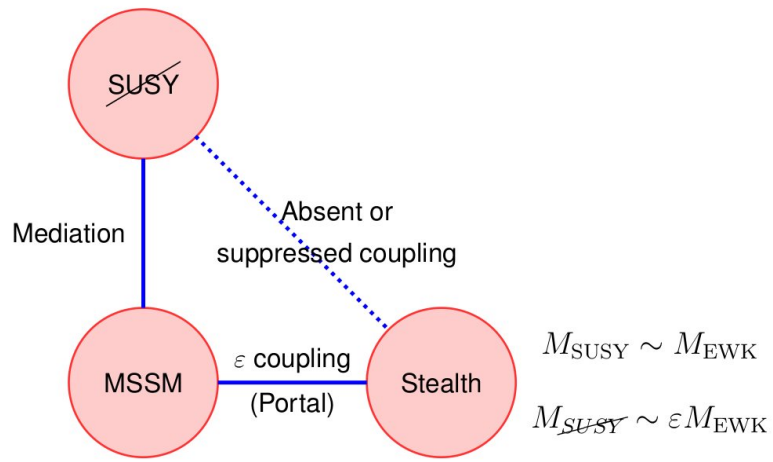 SUSY
Absent or
Mediation
suppressed coupling
ε coupling
MSSM
Stealth
(Portal)
M_SUSY ∼ M_EWK
M_SUSY ∼ εM_EWK